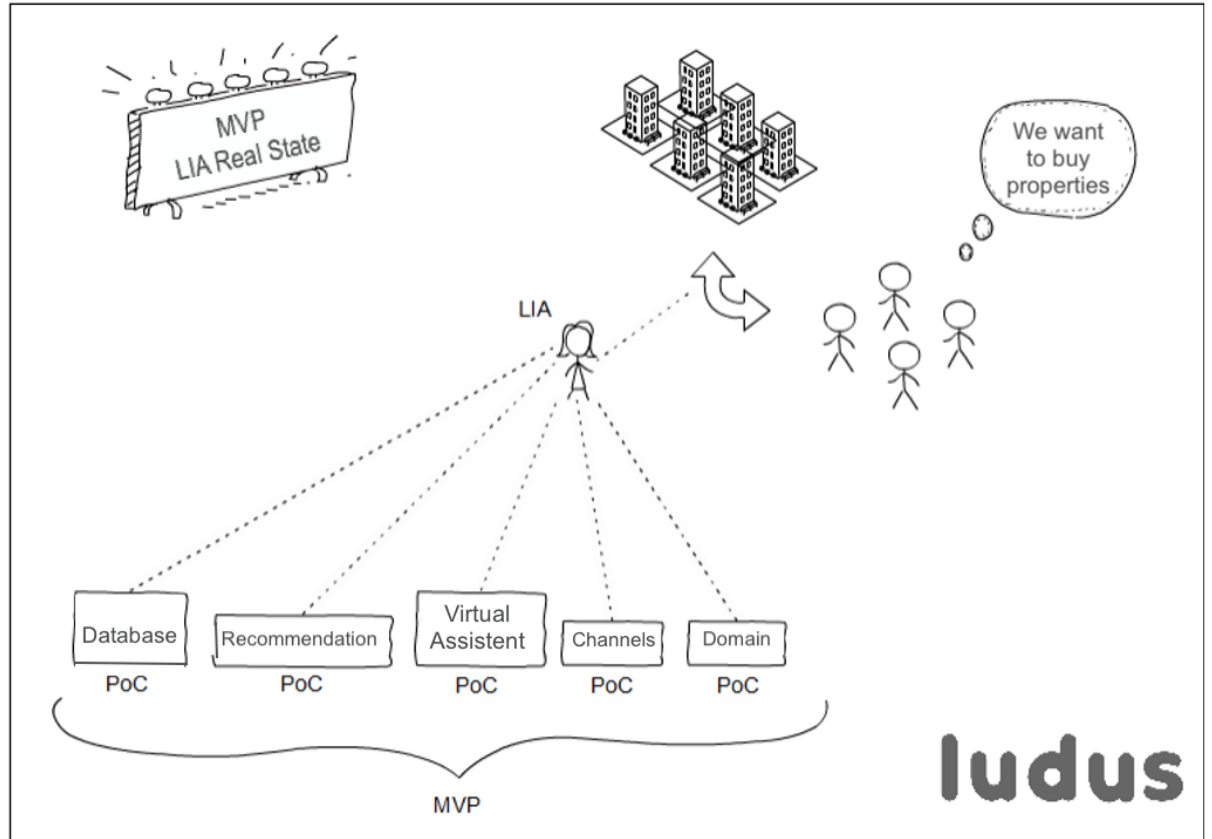 MVP
LIA Real State
We want
to buy
properties
LIA
Database
Recommendation
Virtual
Assistent
Channels
Domain
PoC
PoC
PoC
PoC
PoC
MVP
ludus